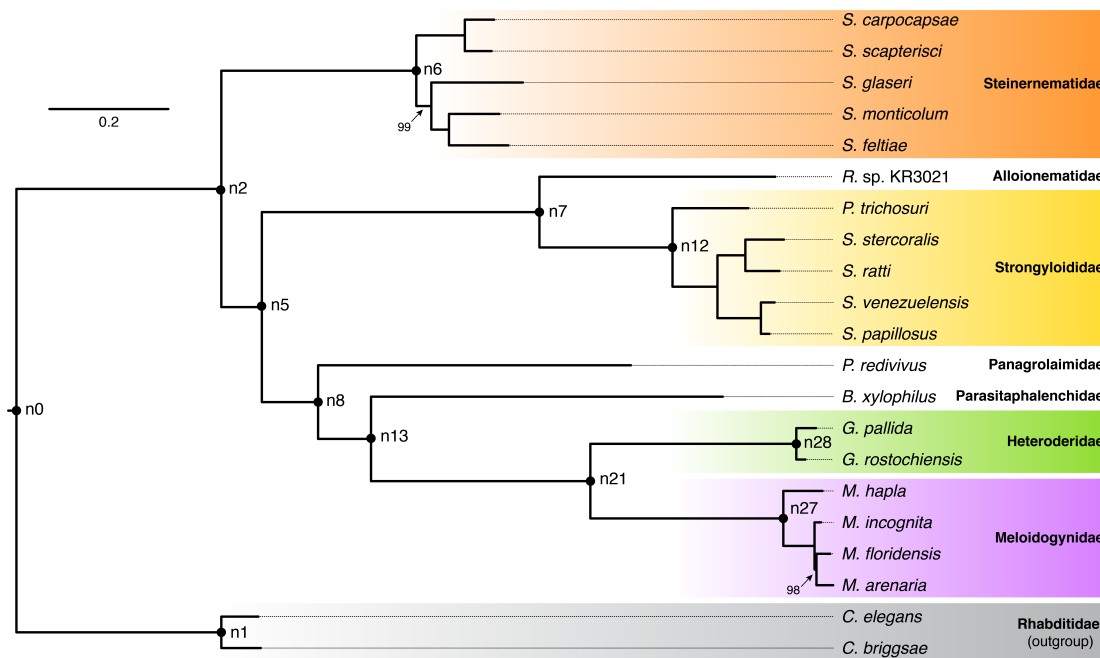 S. carpocapsae
S. scapterisci
n6
S. glaseri
Steinernematidae
0.2
99
S. monticolum
S. feltiae
R. sp. KR3021
Alloionematidae
n2
n7
P. trichosuri
n12
S. stercoralis
S. ratti
Strongyloididae
n5
S. venezuelensis
S. papillosus
P. redivivus
Panagrolaimidae
n8
B. xylophilus
Parasitaphalenchidae
n0
n13
G. pallida
n28
Heteroderidae
G. rostochiensis
n21
M. hapla
n27
M. incognita
Meloidogynidae
M. floridensis
98
M. arenaria
C. elegans
Rhabditidae
n1
(outgroup)
C. briggsae